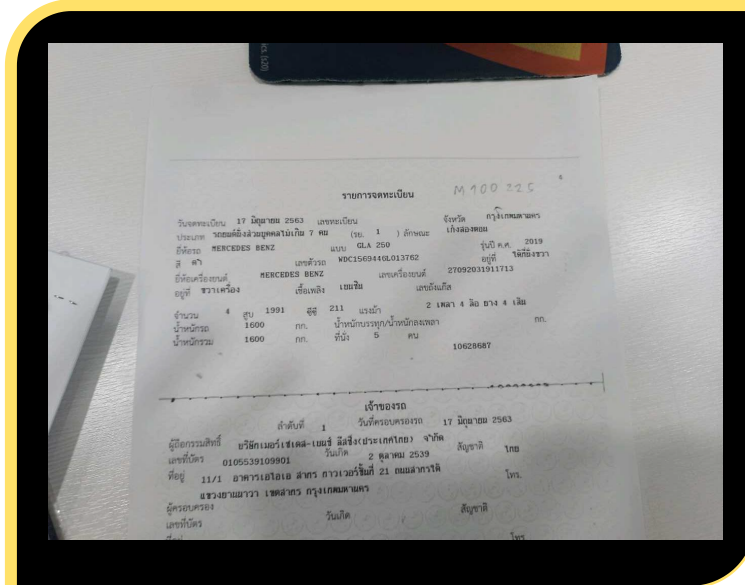 รายการจดทะเบียน M100225
วันจดทะเบียน 17 มิถุนายน 2563 เลขทะเบียน จังหวัด กรุงเทพมหานคร
ประเภท รถยนต์นั่งส่วนบุคคลไม่เกิน 7 คน (รย. 1 ) ลักษณะ เก๋งสองตอน
ยี่ห้อรถ MERCEDES BENZ แบบ GLA 250 รุ่นปี ค.ศ. 2019
สี ดำ เลขตัวรถ WDC1569446L013762 อยู่ที่ ใต้ที่นั่งขวา
ยี่ห้อเครื่องยนต์ MERCEDES BENZ เลขเครื่องยนต์ 27092031911713
อยู่ที่ ขวาเครื่อง เชื้อเพลิง เบนซิน เลขถังแก๊ส
จำนวน 4 สูบ 1991 ซีซี 211 แรงม้า 2 เพลา 4 ล้อ ยาง 4 เส้น
น้ำหนักรถ 1600 กก. น้ำหนักบรรทุก/น้ำหนักลงเพลา กก.
น้ำหนักรวม 1600 กก. ที่นั่ง 5 คน
10628687
เจ้าของรถ
ลำดับที่ 1 วันที่ครอบครองรถ 17 มิถุนายน 2563
ผู้ถือกรรมสิทธิ์ บริษัทเมอร์เซเดส-เบนซ์ ลีสซิ่ง(ประเทศไทย) จำกัด
เลขที่บัตร 0105539109901 วันเกิด 2 ตุลาคม 2539 สัญชาติ ไทย
ที่อยู่ 11/1 อาคารเอไอเอ สาทร ทาวเวอร์ชั้นที่ 21 ถนนสาทรใต้ โทร.
แขวงยานนาวา เขตสาทร กรุงเทพมหานคร
ผู้ครอบครอง
เลขที่บัตร วันเกิด สัญชาติ
ที่อยู่ โทร